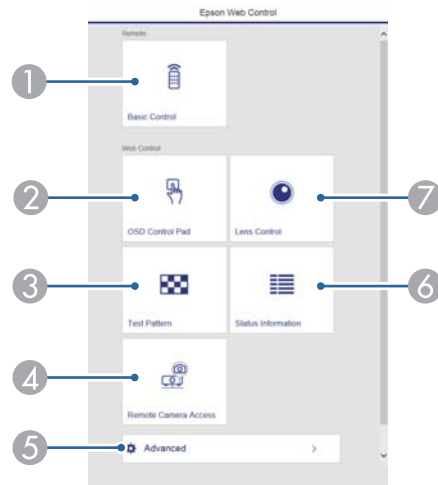 Epson Web Control
Remote
1
Basic Control
Web Control
2
7
OSD Control Pad
Lens Control
3
6
Test Pattern
Status Information
4
Remote Camera Access
5
Advanced